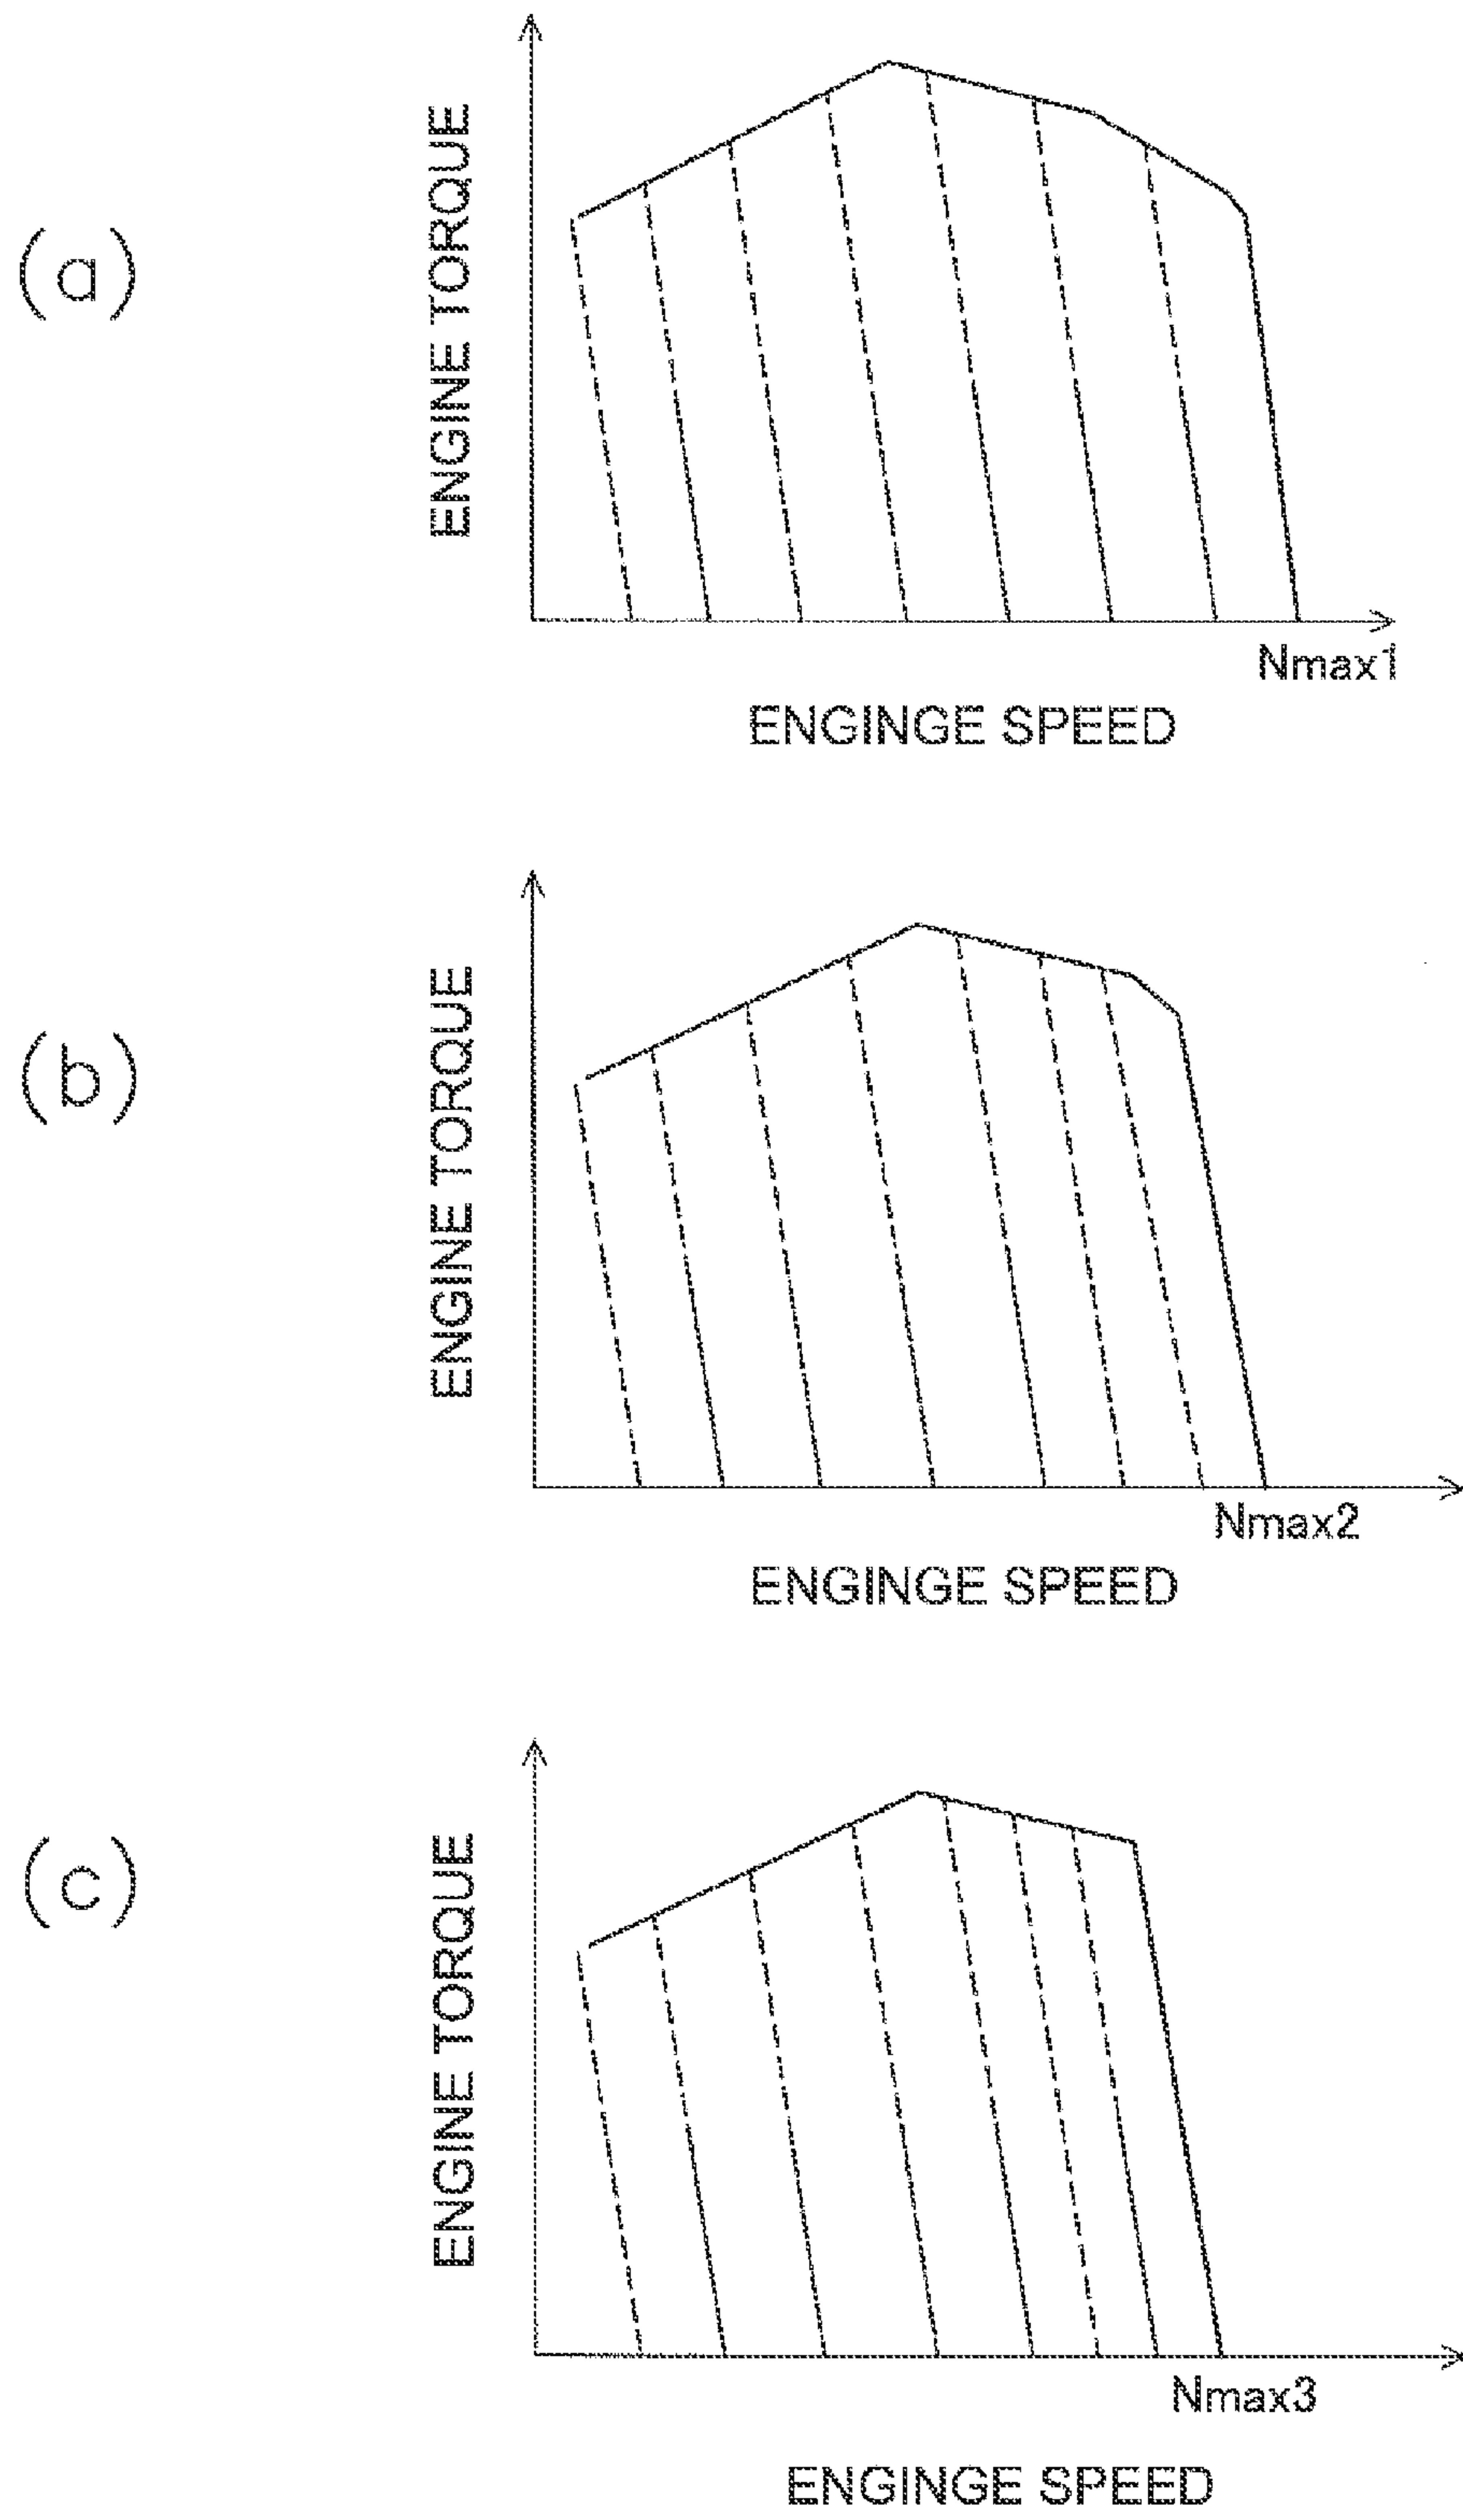 (a)
ENGINE TORQUE
Nmax1
ENGINGE SPEED
(b)
ENGINE TORQUE
Nmax2
ENGINGE SPEED
(c)
ENGINE TORQUE
Nmax3
ENGINGE SPEED